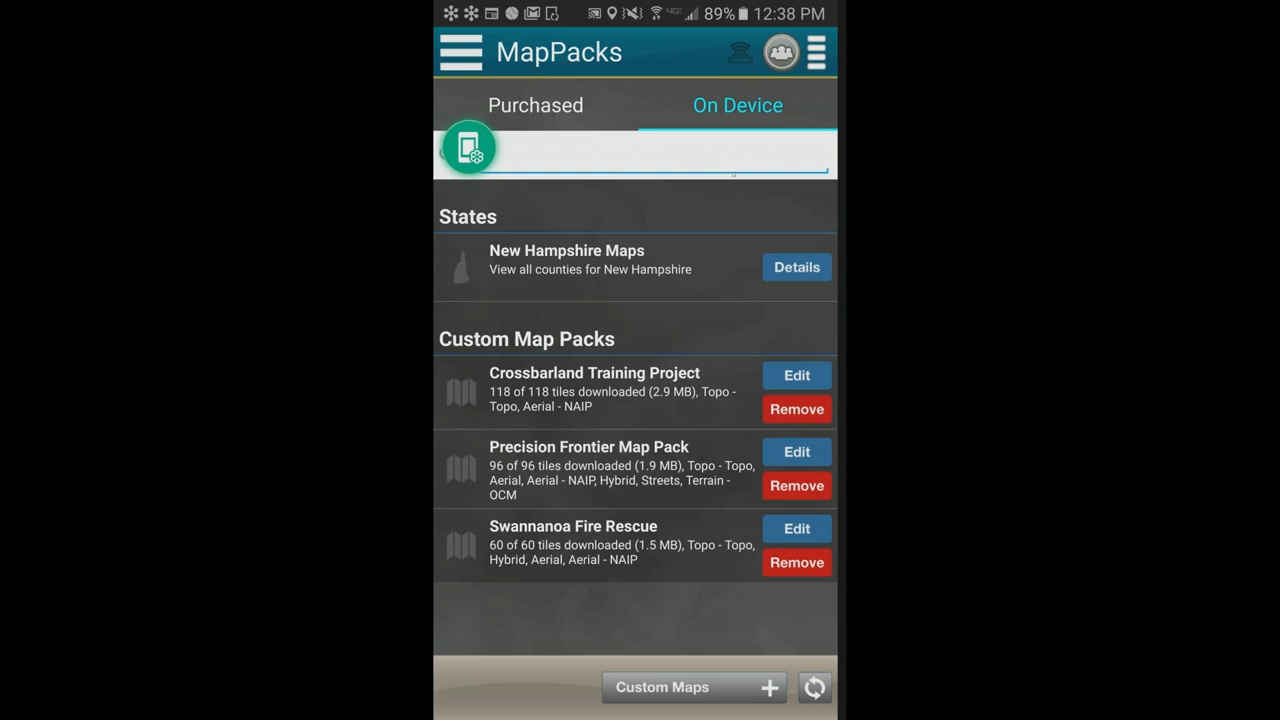 89% 12:38 PM
MapPacks
Purchased
On Device
States
New Hampshire Maps
View all counties for New Hampshire
Details
Custom Map Packs
Crossbarland Training Project
118 of 118 tiles downloaded (2.9 MB), Topo -
Topo, Aerial - NAIP
Edit
Remove
Precision Frontier Map Pack
96 of 96 tiles downloaded (1.9 MB), Topo - Topo,
Aerial, Aerial - NAIP, Hybrid, Streets, Terrain -
OCM
Edit
Remove
Swannanoa Fire Rescue
60 of 60 tiles downloaded (1.5 MB), Topo - Topo,
Hybrid, Aerial, Aerial - NAIP
Edit
Remove
Custom Maps +